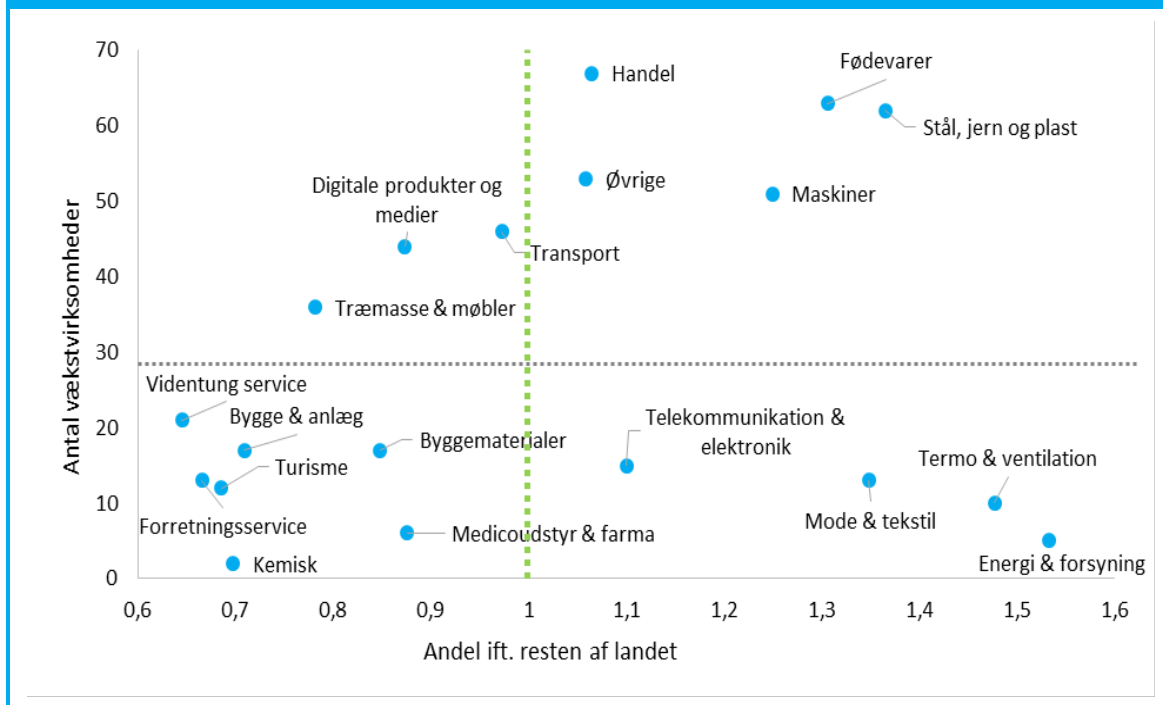 Antal vækstvirksomheder
70
60
50
40
30
20
10
0
Handel
Fødevarer
Stål, jern og plast
Øvrige
Maskiner
Digitale produkter og
medier
Transport
Træmasse & møbler
Videntung service
Bygge & anlæg
Turisme
Forretningsservice
Kemisk
Byggematerialer
Medicoudstyr & farma
Telekommunikation &
elektronik
Mode & tekstil
Termo & ventilation
Energi & forsyning
0,6 0,7 0,8 0,9 1 1,1 1,2 1,3 1,4 1,5 1,6
Andel ift. resten af landet